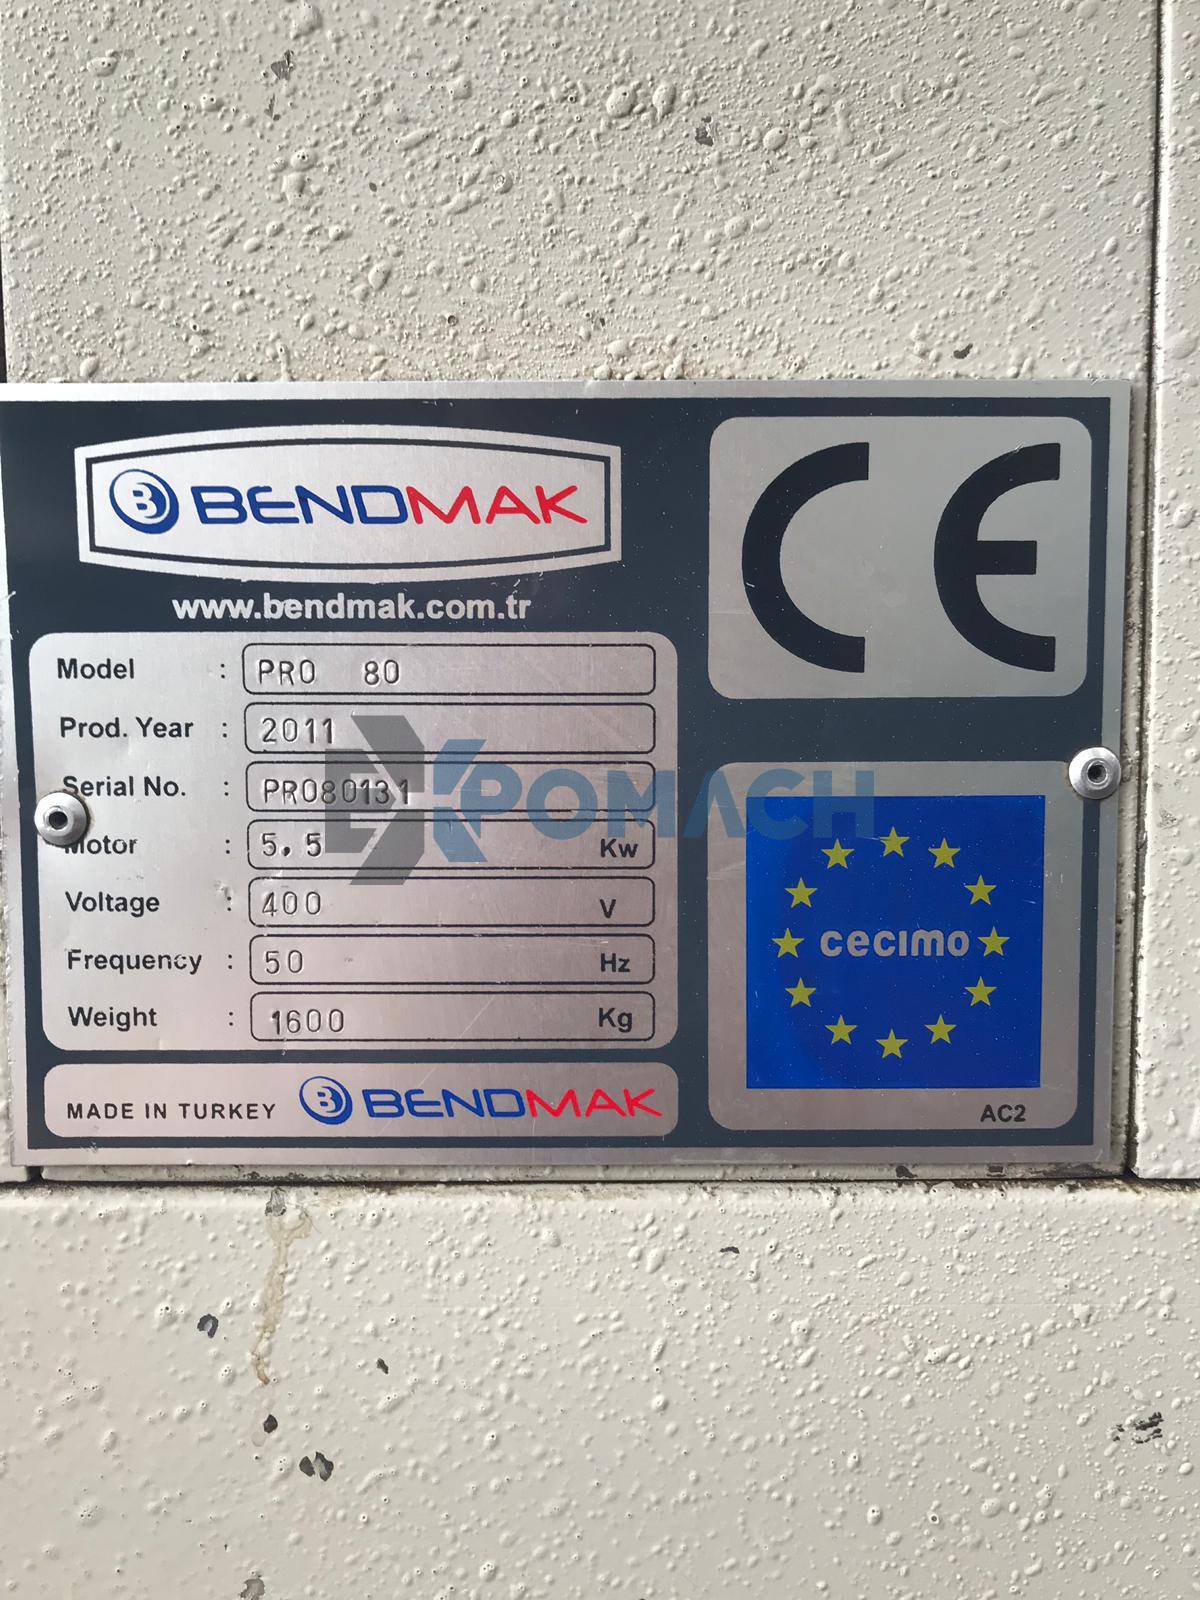 BENDMAK
www.bendmak.com.tr
CE
Model : PRO 80
Prod. Year : 2011
Serial No. : PRO80131
Motor : 5.5 Kw
Voltage : 400 V
Frequency : 50 Hz
Weight : 1600 Kg
MADE IN TURKEY B BENDMAK
cecimo
AC2
EXPOMACH